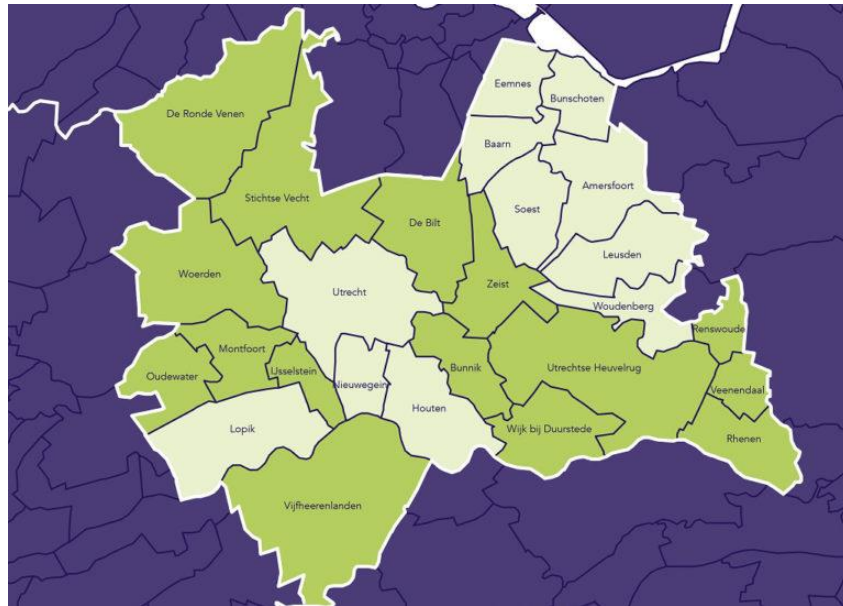 Eemnes
Bunschoten
De Ronde Venen
Baarn
Amersfoort
Stichtse Vecht
Soest
De Bilt
Leusden
Woerden
Zeist
Utrecht
Woudenberg
Renswoude
Montfoort
Bunnik
Utrechtse Heuvelrug
IJsselstein
Oudewater
Nieuwegein
Veenendaal
Houten
Lopik
Wijk bij Duurstede
Rhenen
Vijfheerenlanden